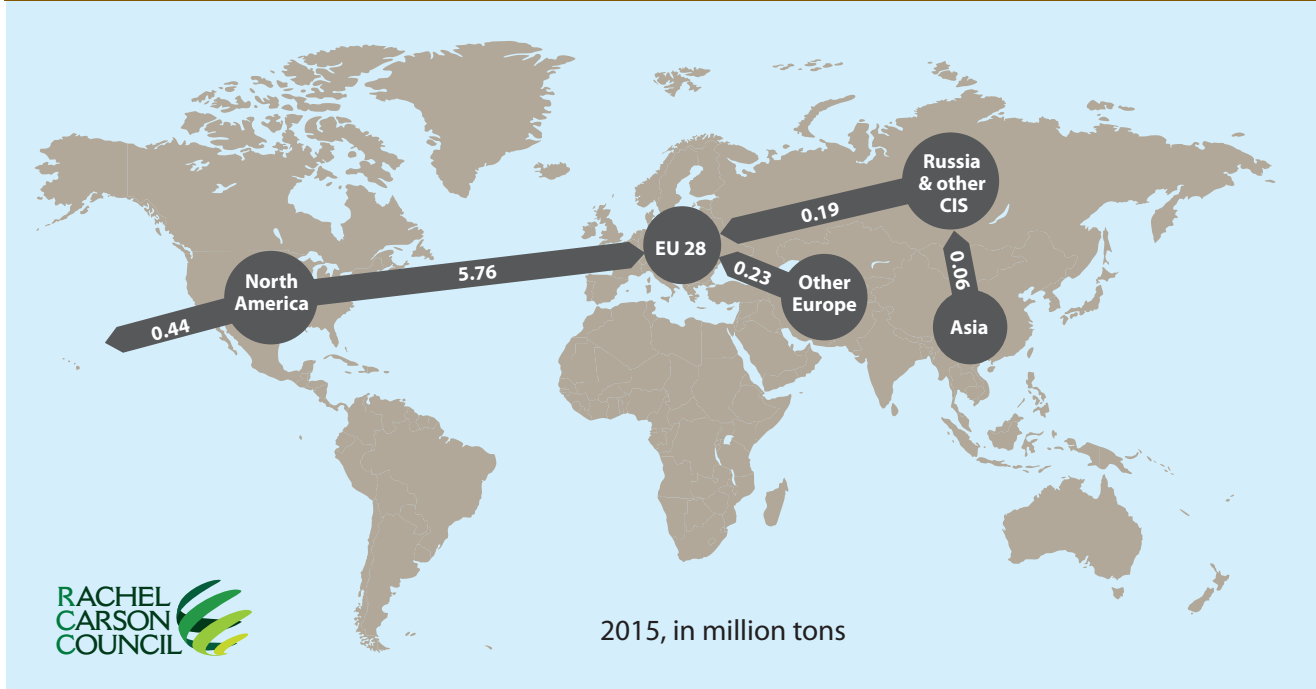 Russia
& other
CIS
0.19
EU 28
5.76
0.23
Other
Europe
0.06
North
America
0.44
Asia
RACHEL
CARSON
COUNCIL
2015, in million tons